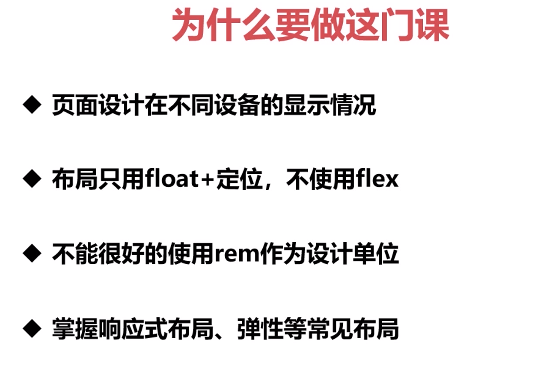 为什么要做这门课
◆ 页面设计在不同设备的显示情况
◆ 布局只用float+定位，不使用flex
◆ 不能很好的使用rem作为设计单位
◆ 掌握响应式布局、弹性等常见布局